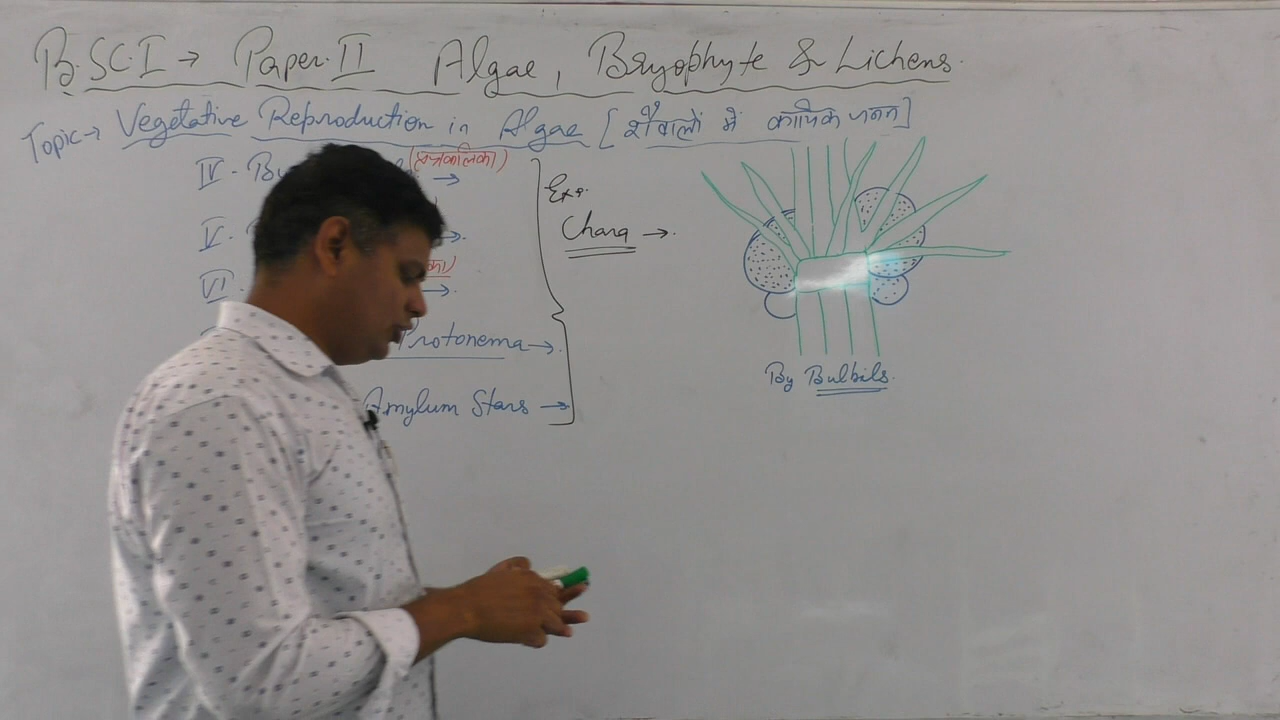 B.SC.I → Paper.II Algae, Bryophyte & Lichens.
Topic → Vegetative Reproduction in Algae [शैवालों में कायिक जनन]
IV. →
Exs.
V. →
Chara →.
VI. →
Protonema →
By Bulbils.
Amylum Stars →